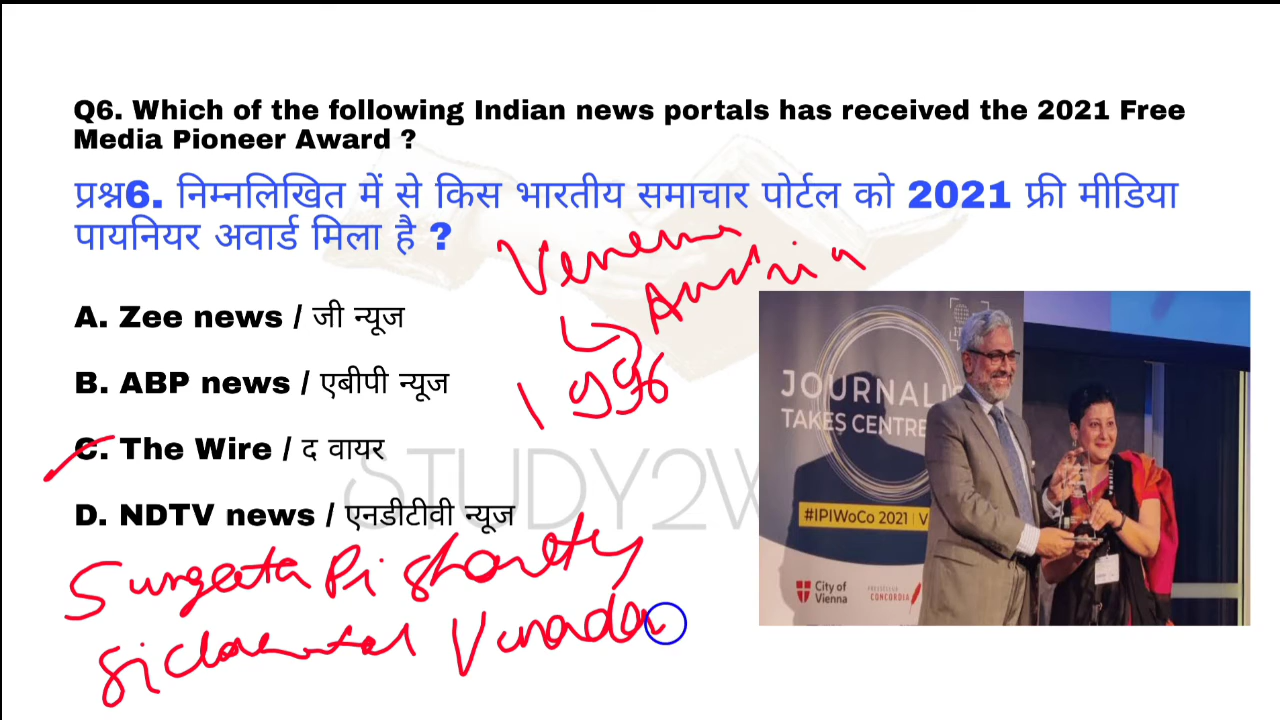 Q6. Which of the following Indian news portals has received the 2021 Free
Media Pioneer Award ?
प्रश्न6. निम्नलिखित में से किस भारतीय समाचार पोर्टल को 2021 फ्री मीडिया
पायनियर अवार्ड मिला है ?
Austria
1996
A. Zee news / जी न्यूज
B. ABP news / एबीपी न्यूज
C. The Wire / द वायर
D. NDTV news / एनडीटीवी न्यूज
STUDY2W
JOURNALIS
TAKES CENTRE
#IPIWoCo 2021 | V
City of
Vienna
CONCORDIA